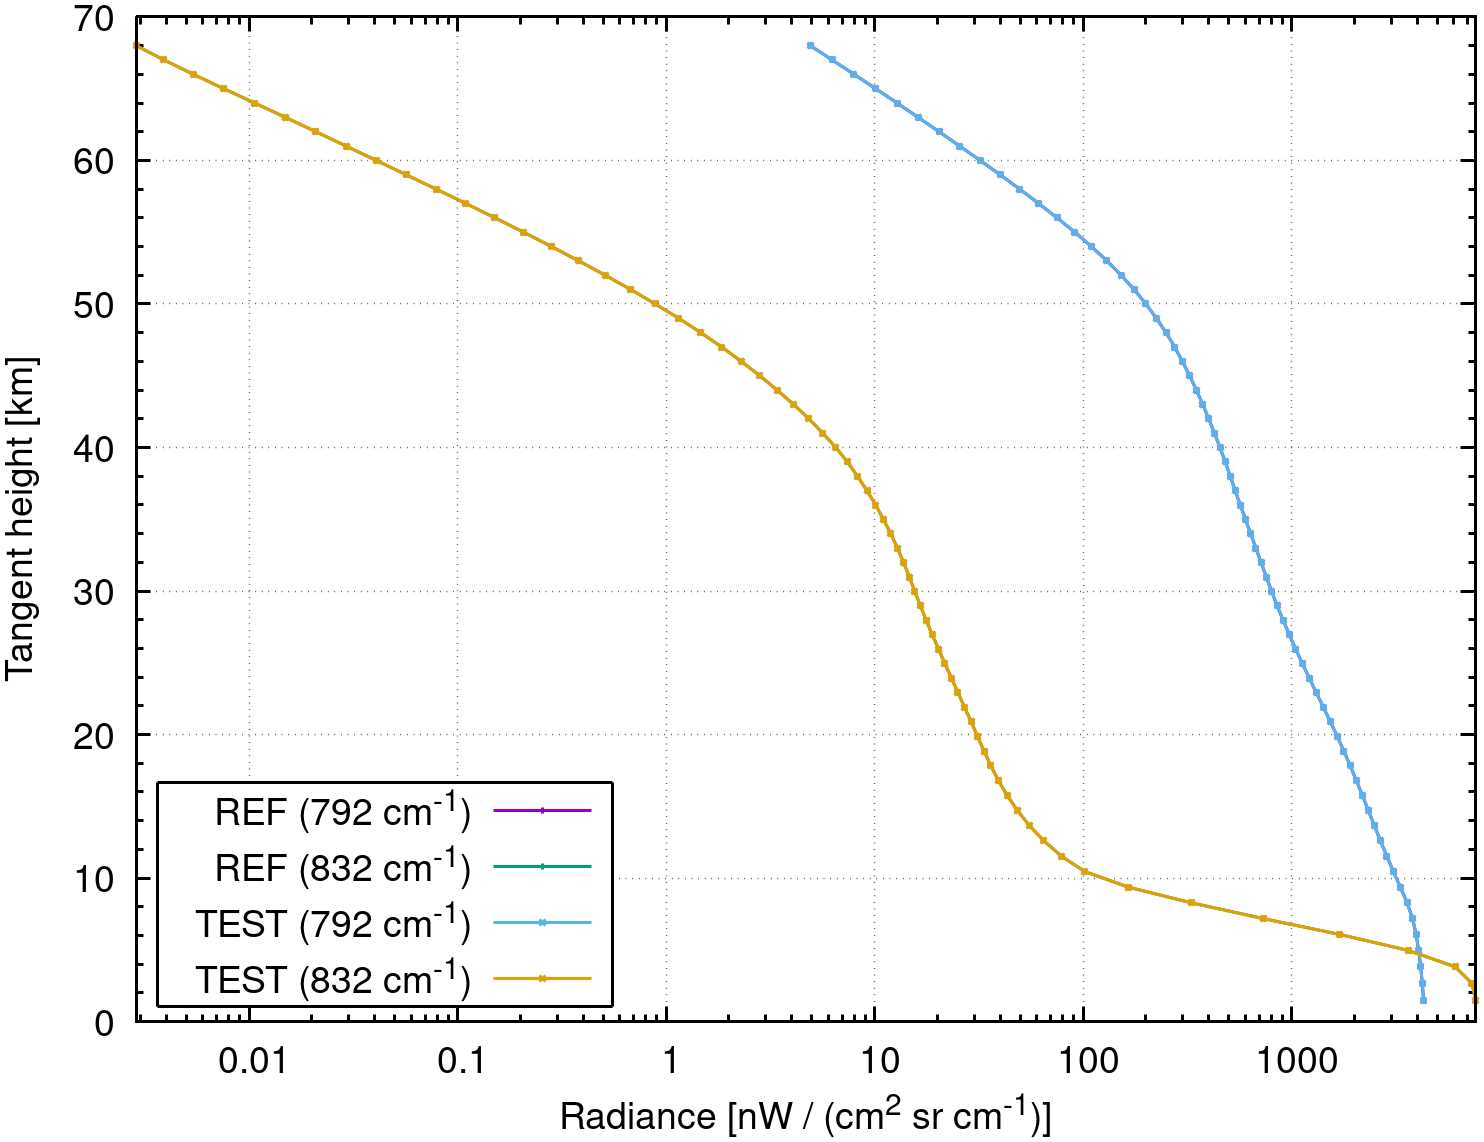 70
60
50
40
30
20
10
0
Tangent height [km]
REF (792 cm⁻¹)
REF (832 cm⁻¹)
TEST (792 cm⁻¹)
TEST (832 cm⁻¹)
0.01 0.1 1 10 100 1000
Radiance [nW / (cm² sr cm⁻¹)]